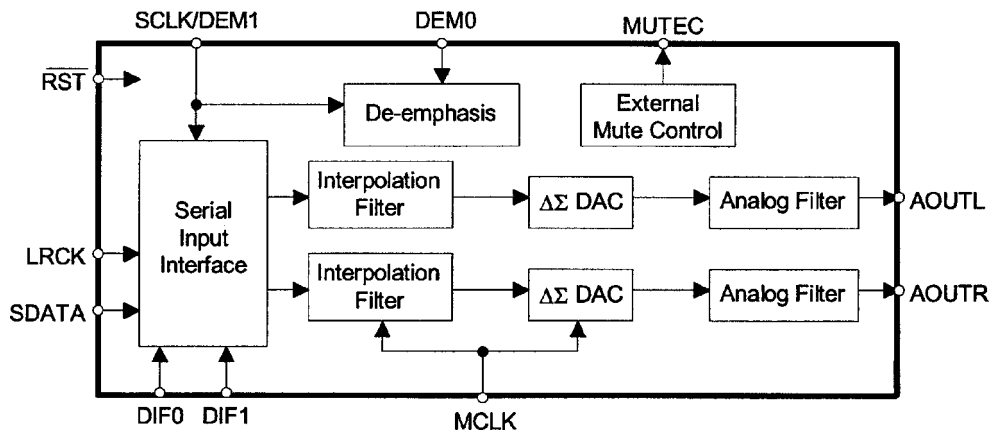 SCLK/DEM1
DEM0
MUTEC
RST
De-emphasis
External
Mute Control
Serial
Input
Interface
Interpolation
Filter
ΔΣ DAC
Analog Filter
AOUTL
LRCK
Interpolation
Filter
ΔΣ DAC
Analog Filter
AOUTR
SDATA
DIF0
DIF1
MCLK